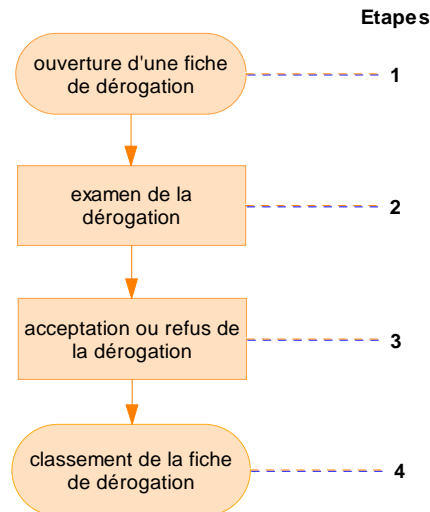 Etapes
ouverture d'une fiche
de dérogation
1
examen de la
dérogation
2
acceptation ou refus de
la dérogation
3
classement de la fiche
de dérogation
4